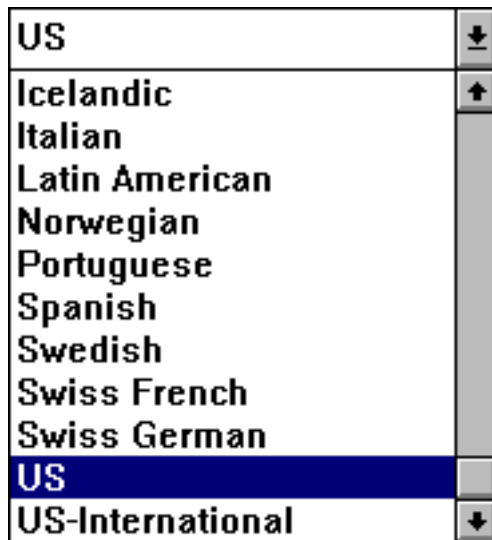 US
Icelandic
Italian
Latin American
Norwegian
Portuguese
Spanish
Swedish
Swiss French
Swiss German
US
US-International